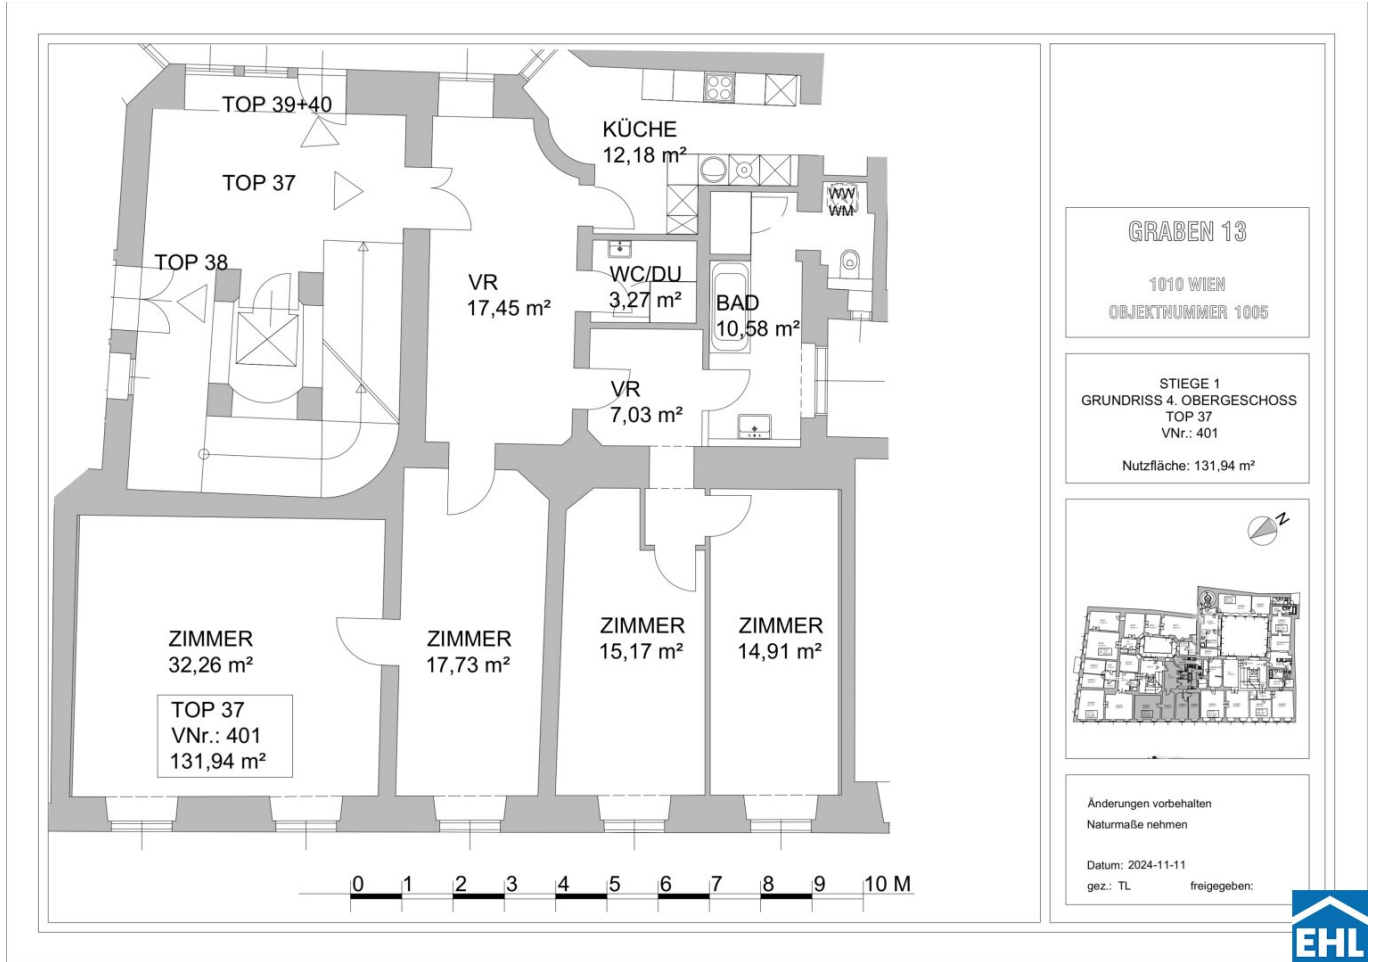 TOP 39+40
TOP 37
TOP 38
KÜCHE
12,18 m²
WW
WM
VR
17,45 m²
WC/DU
3,27 m²
BAD
10,58 m²
VR
7,03 m²
ZIMMER
32,26 m²
ZIMMER
17,73 m²
ZIMMER
15,17 m²
ZIMMER
14,91 m²
TOP 37
VNr.: 401
131,94 m²
0 1 2 3 4 5 6 7 8 9 10 M
GRABEN 13
1010 WIEN
OBJEKTNUMMER 1005
STIEGE 1
GRUNDRISS 4. OBERGESCHOSS
TOP 37
VNr.: 401
Nutzfläche: 131,94 m²
N
Änderungen vorbehalten
Naturmaße nehmen
Datum: 2024-11-11
gez.: TL freigegeben:
EHL